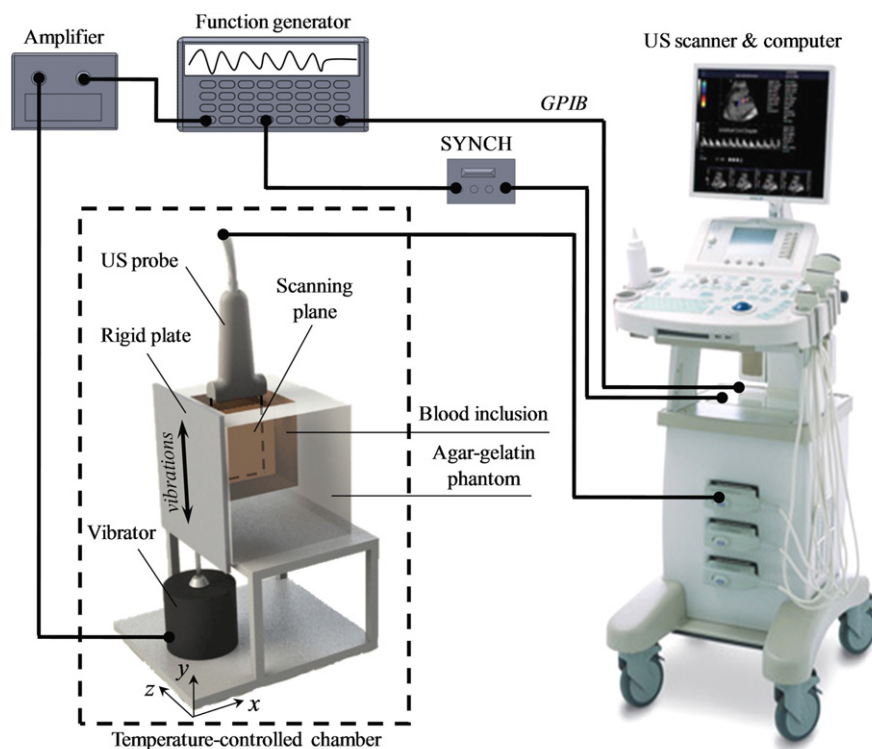 Function generator
Amplifier
US scanner & computer
GPIB
SYNCH
US probe
Scanning
plane
Rigid plate
Blood inclusion
vibrations
Agar-gelatin
phantom
Vibrator
y
z
x
Temperature-controlled chamber